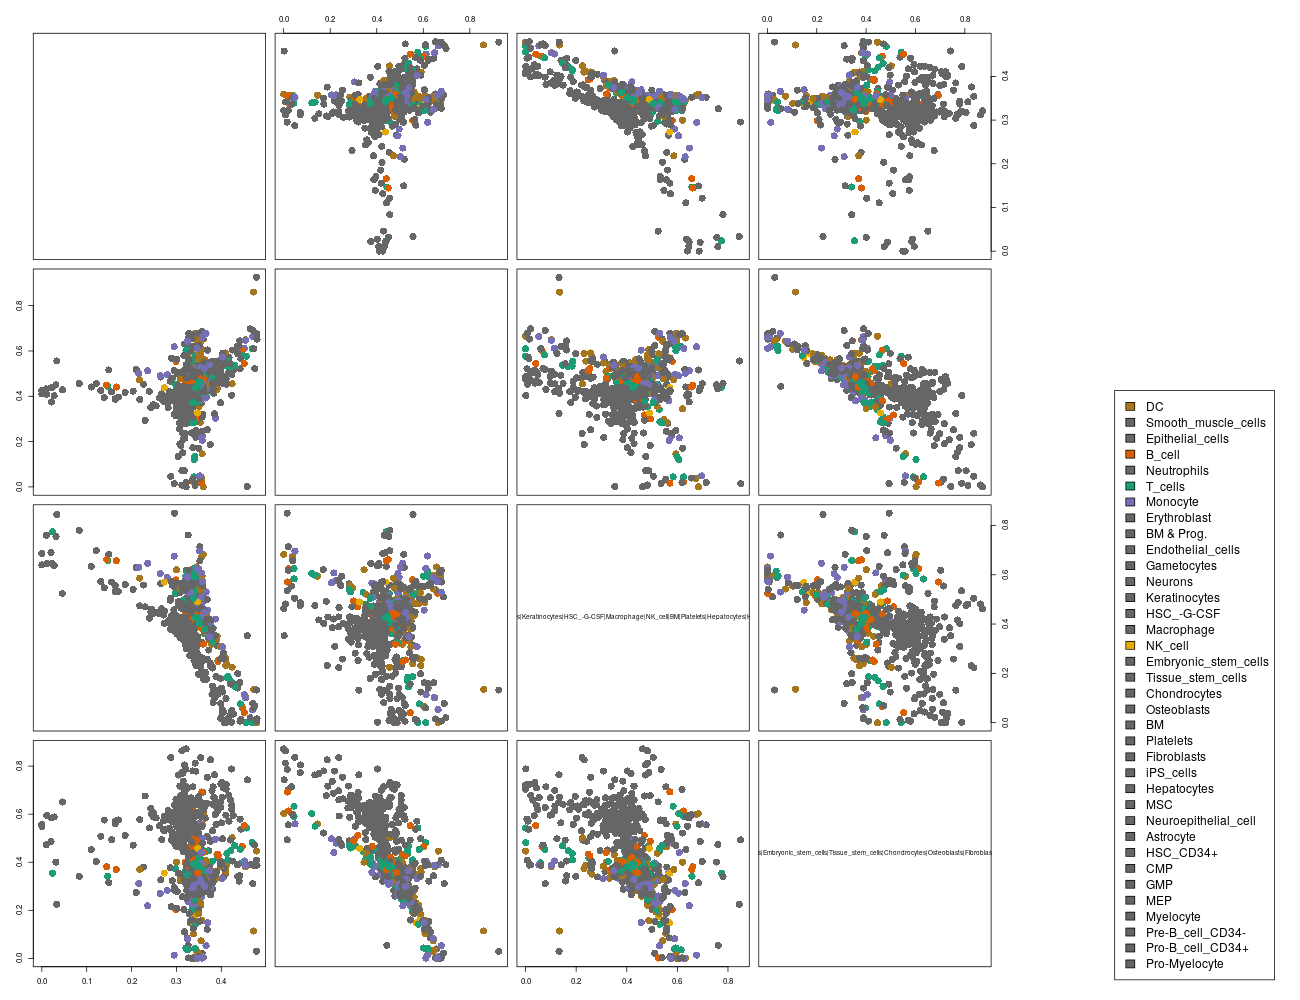 0.0 0.4 0.6 0.8
0.0 0.2 0.4 0.6 0.8
0.4
0.3
0.2
0.1
0.0
0.8
0.6
0.4
0.2
0.0
0.8
0.6
0.4
0.2
0.0
s|Keratinocytes|HSC_-G-CSF|Macrophage|NK_cell|BM|Platelets|Hepatocytes|
0.8
0.6
0.4
0.2
0.0
s|Embryonic_stem_cells|Tissue_stem_cells|Chondrocytes|Osteoblasts|Fibroblas
0.0 0.1 0.2 0.3 0.4
0.0 0.2 0.4 0.6 0.8
DC
Smooth_muscle_cells
Epithelial_cells
B_cell
Neutrophils
T_cells
Monocyte
Erythroblast
BM & Prog.
Endothelial_cells
Gametocytes
Neurons
Keratinocytes
HSC_-G-CSF
Macrophage
NK_cell
Embryonic_stem_cells
Tissue_stem_cells
Chondrocytes
Osteoblasts
BM
Platelets
Fibroblasts
iPS_cells
Hepatocytes
MSC
Neuroepithelial_cell
Astrocyte
HSC_CD34+
CMP
GMP
MEP
Myelocyte
Pre-B_cell_CD34-
Pro-B_cell_CD34+
Pro-Myelocyte